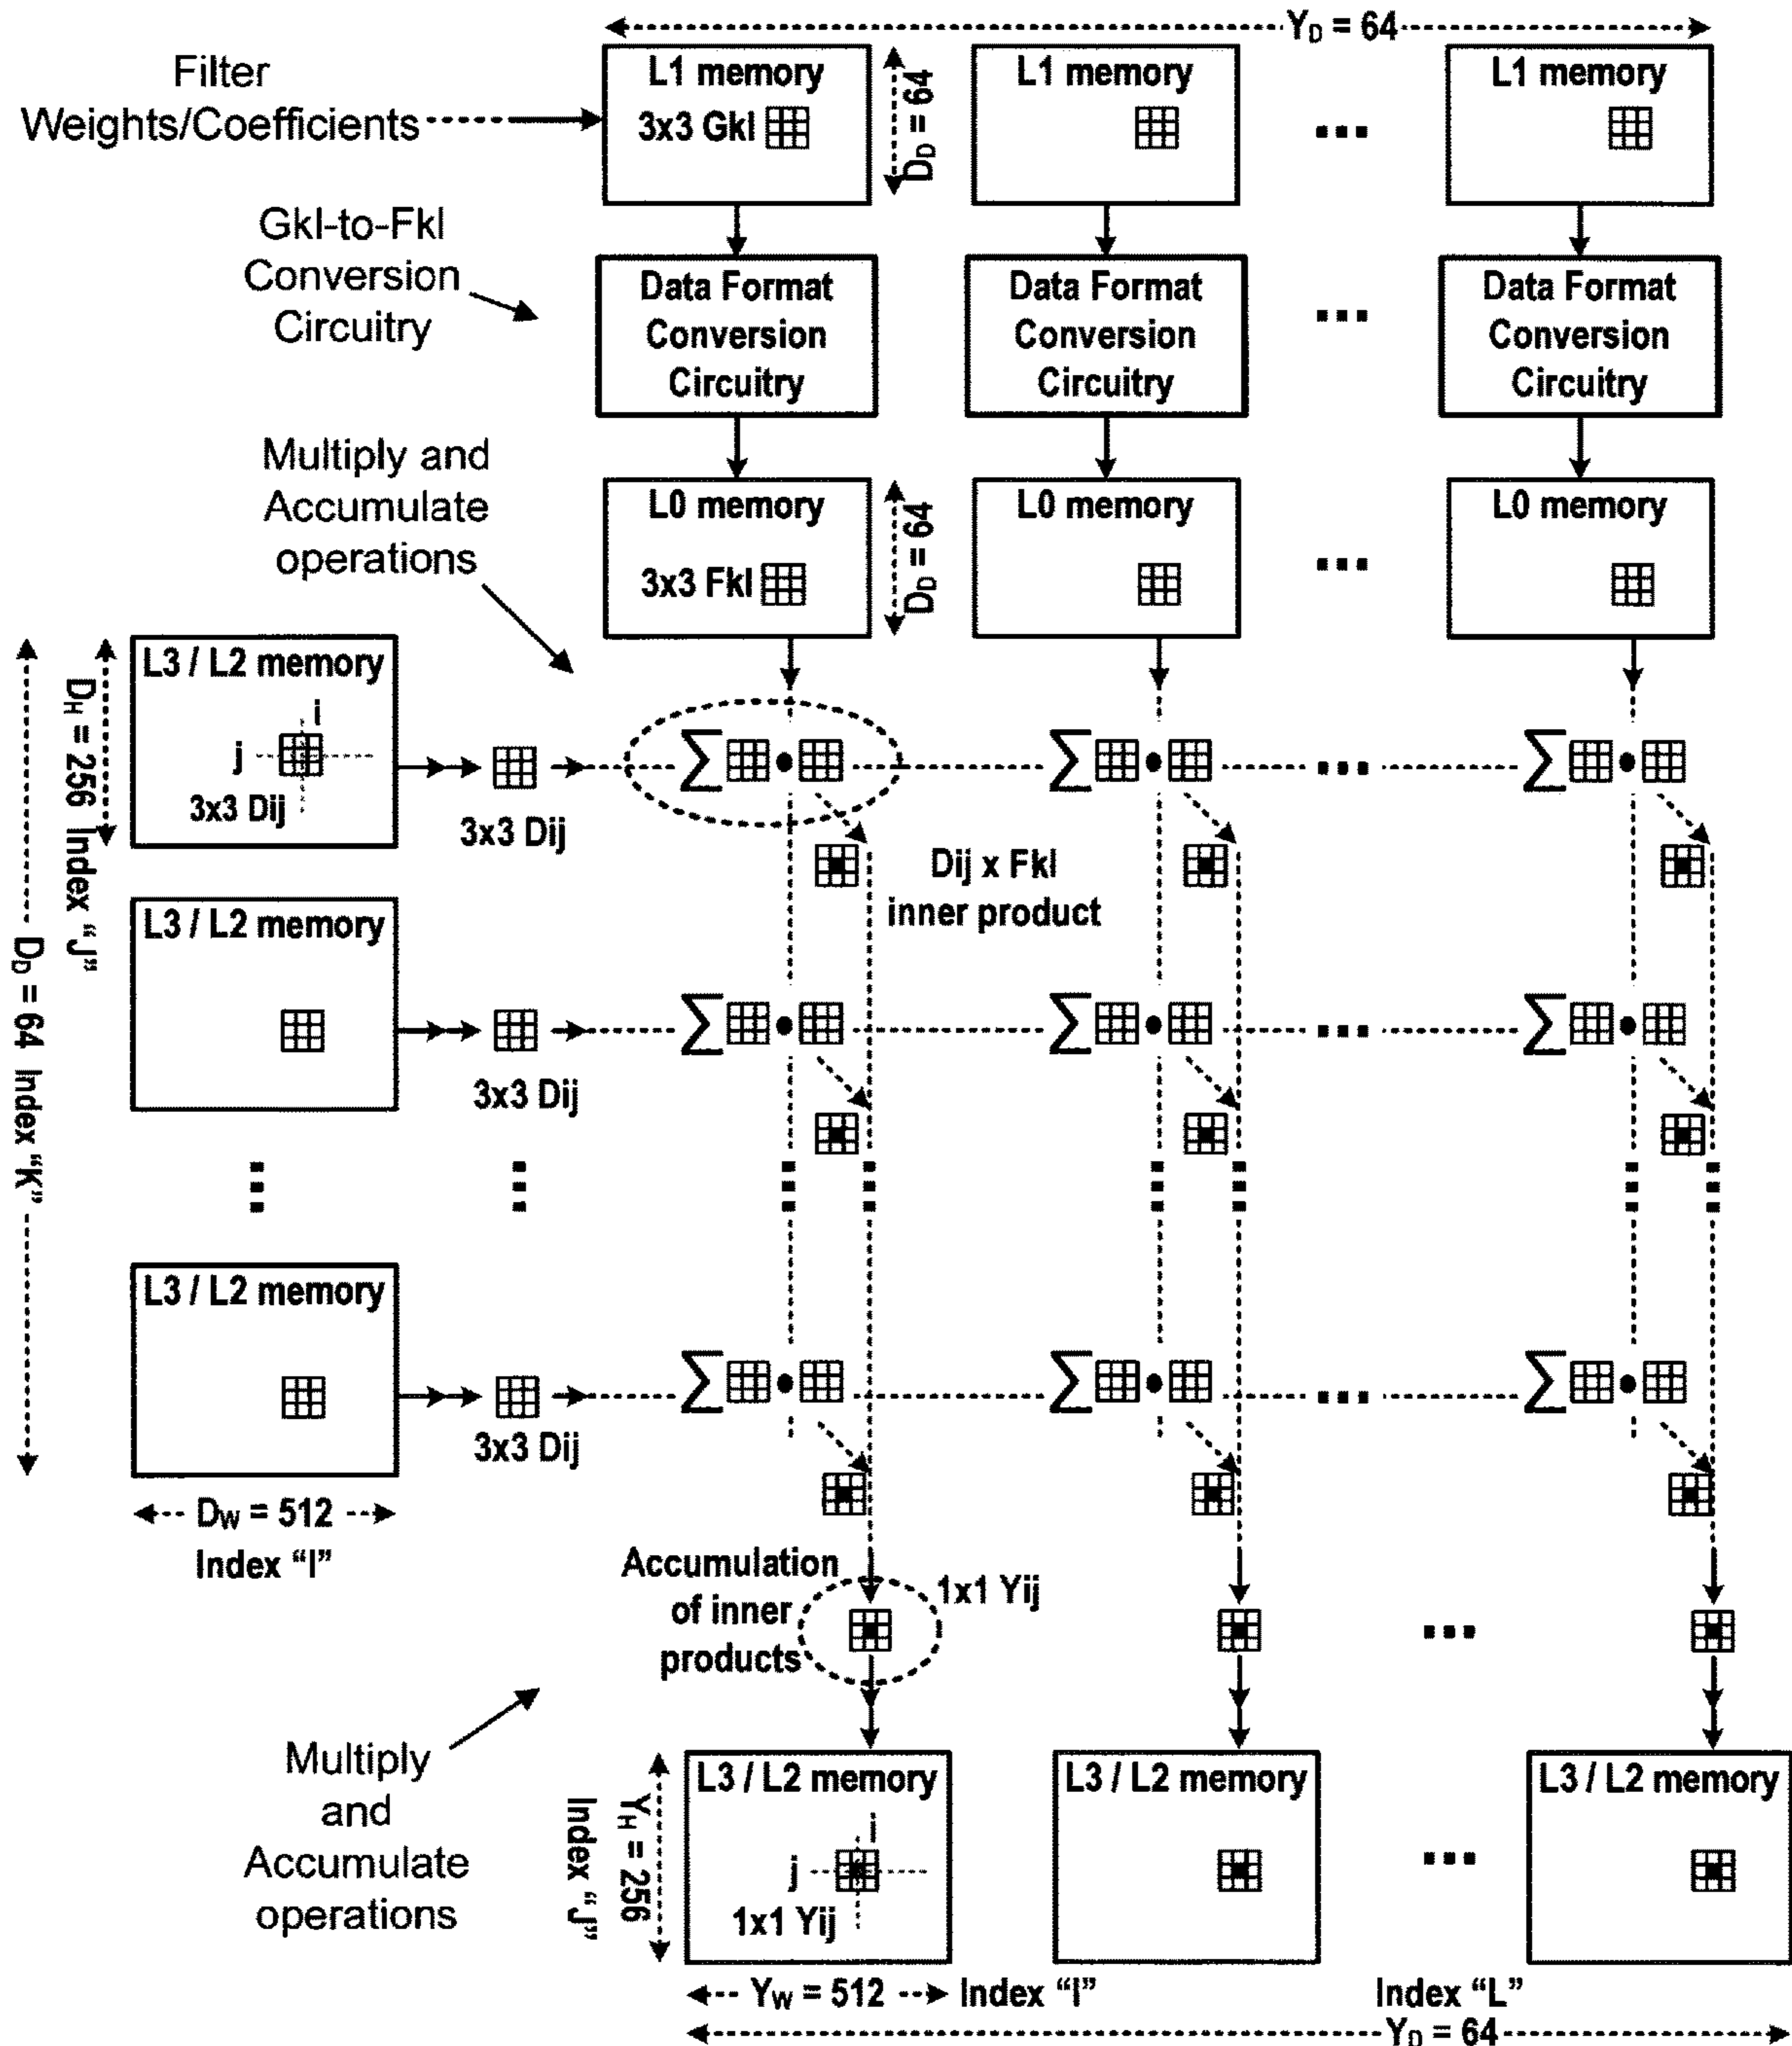 Y_D = 64
Filter
Weights/Coefficients
L1 memory
3x3 Gkl
D_D = 64
L1 memory
L1 memory
Gkl-to-Fkl
Conversion
Circuitry
Data Format
Conversion
Circuitry
Data Format
Conversion
Circuitry
Data Format
Conversion
Circuitry
Multiply and
Accumulate
operations
L0 memory
3x3 Fkl
D_D = 64
L0 memory
L0 memory
D_D = 64 Index “K”
D_H = 256 Index “J”
L3 / L2 memory
i
j
3x3 Dij
3x3 Dij
∑ •
∑ •
∑ •
Dij x Fkl
inner product
L3 / L2 memory
3x3 Dij
∑ •
∑ •
∑ •
L3 / L2 memory
3x3 Dij
∑ •
∑ •
∑ •
D_W = 512
Index “I”
Accumulation
of inner
products
1x1 Yij
Multiply
and
Accumulate
operations
Y_H = 256
Index “J”
L3 / L2 memory
i
j
1x1 Yij
L3 / L2 memory
L3 / L2 memory
Y_W = 512
Index “I”
Index “L”
Y_D = 64